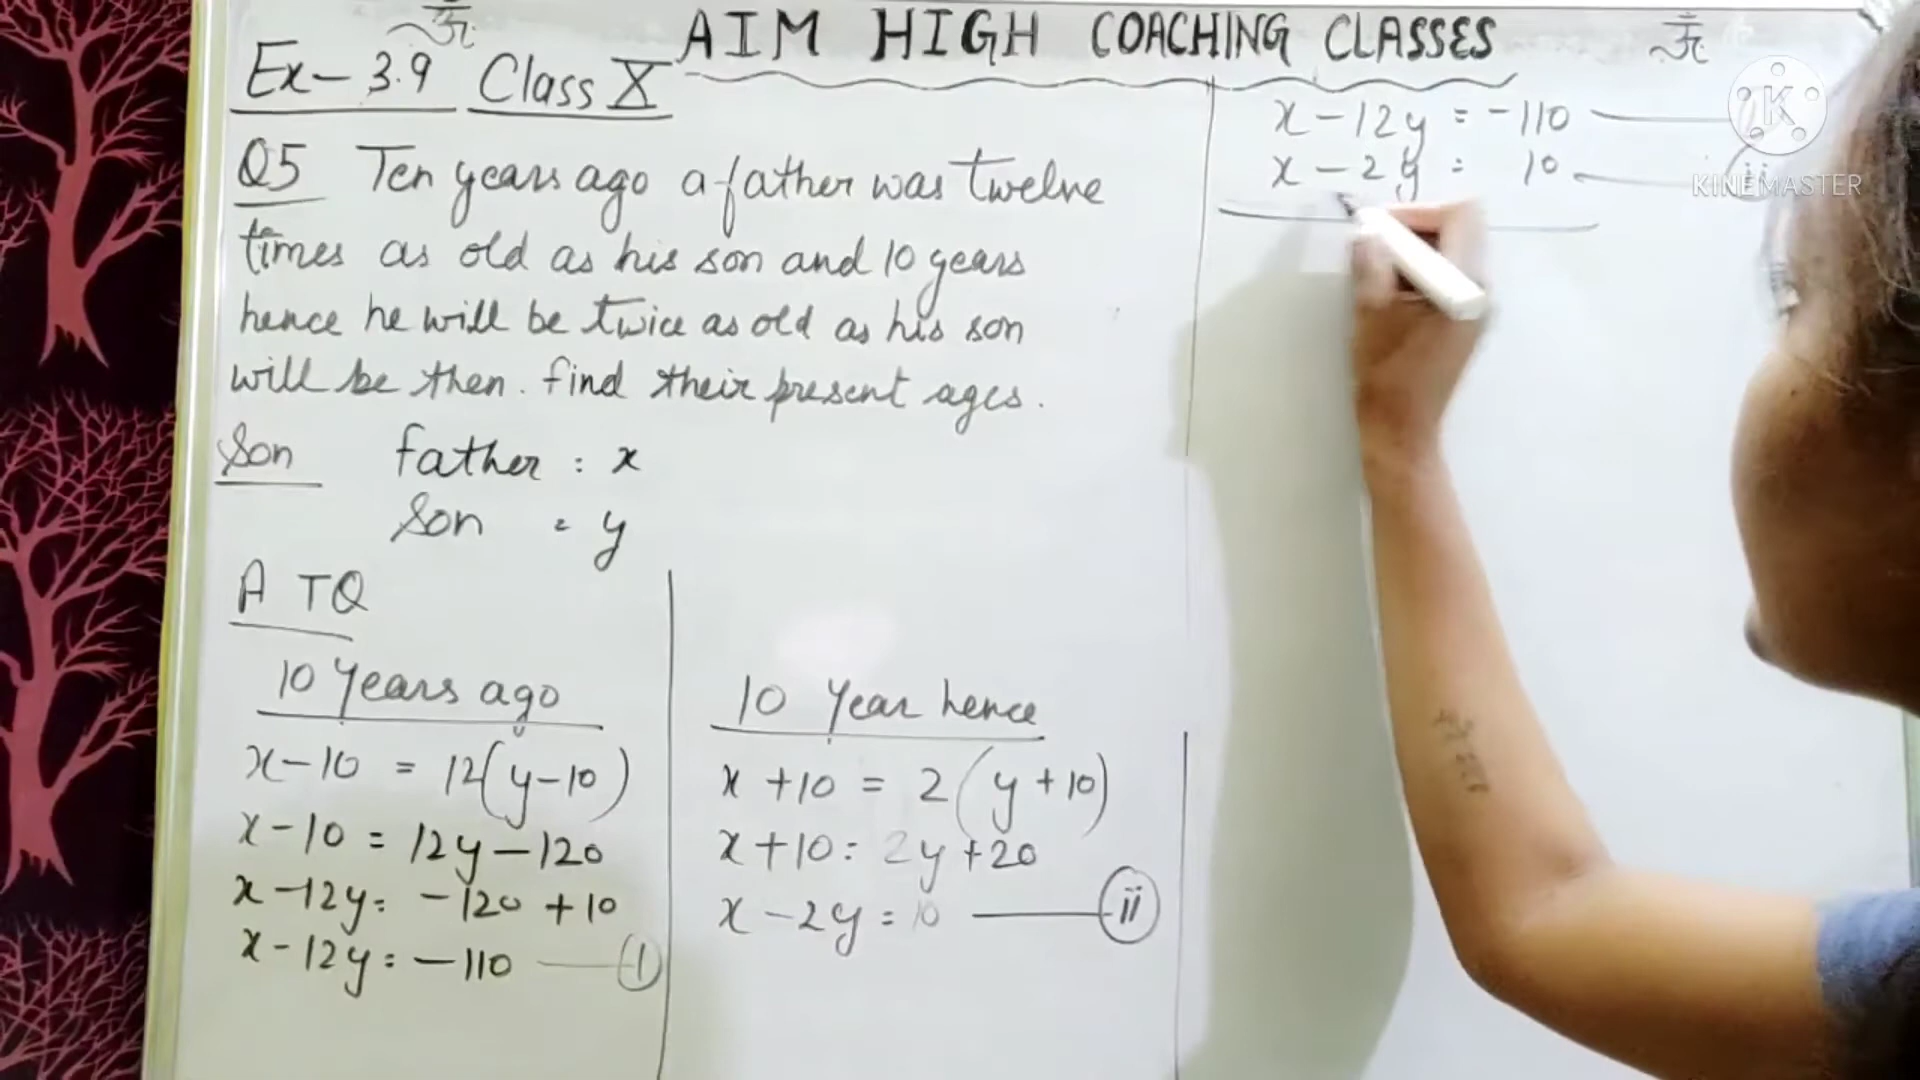 ॐ
AIM HIGH COACHING CLASSES
ॐ
Ex- 3.9 Class X
Q5 Ten years ago a father was twelve
times as old as his son and 10 years
hence he will be twice as old as his son
will be then. find their present ages.
Son father : x
Son = y
A TQ
10 Years ago
x-10 = 12(y-10)
x-10 = 12y-120
x-12y= -120 +10
x-12y= -110 —— ①
10 Year hence
x +10 = 2(y+10)
x+10= 2y+20
x-2y= 10 —— ⓘⓘ
x-12y = -110 ——
x-2y = 10 —— ii
K
KINEMASTER